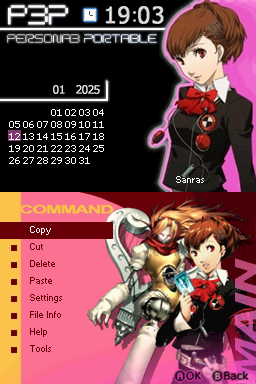 P3P 19:03
PERSONA3 PORTABLE
01 2025
01 02 03 04
05 06 07 08 09 10 11
12 13 14 15 16 17 18
19 20 21 22 23 24 25
26 27 28 29 30 31
Sanras
COMMAND
Copy
Cut
Delete
Paste
Settings
File Info
Help
Tools
MAIN
A OK B Back